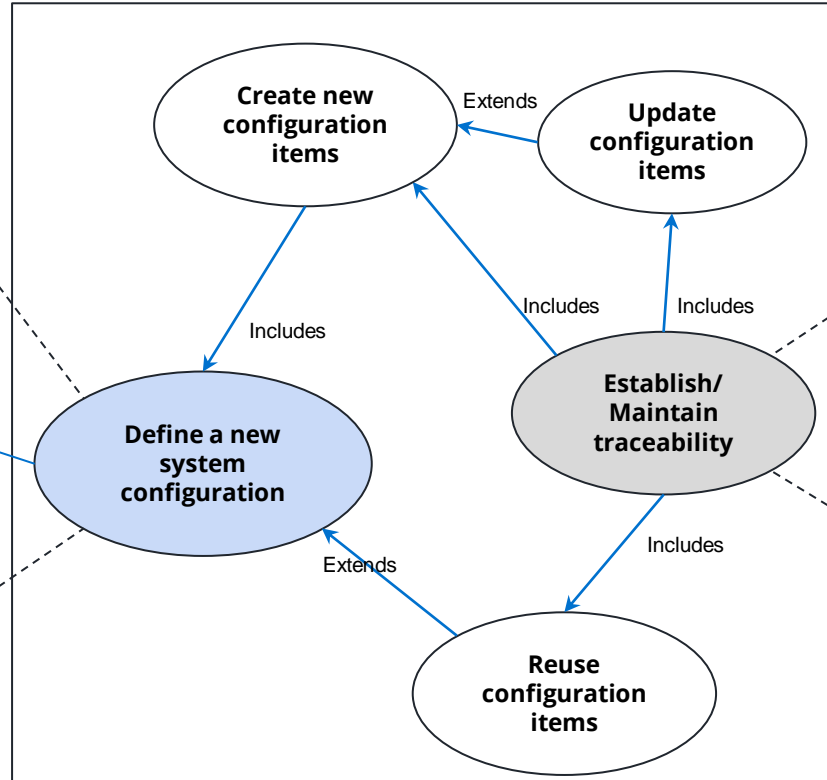 Create new
configuration
items
Extends
Update
configuration
items
Includes
Includes
Includes
Define a new
system
configuration
Establish/
Maintain
traceability
Includes
Extends
Reuse
configuration
items